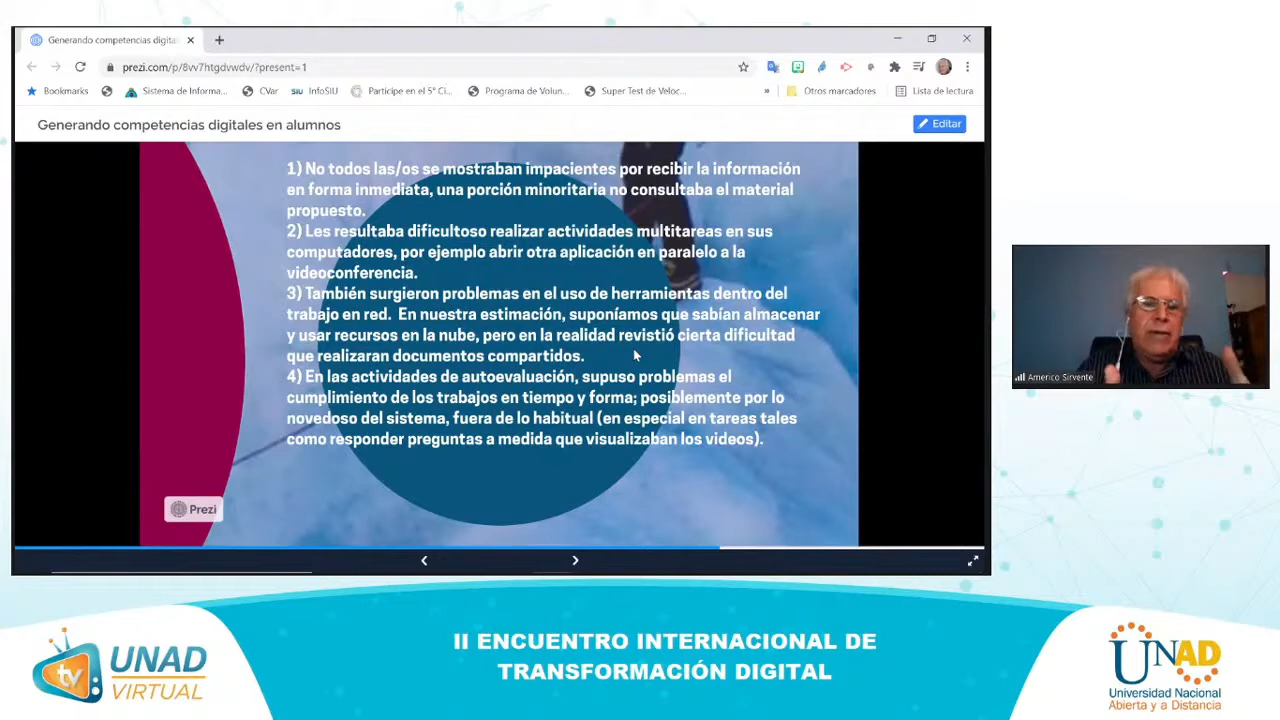 Generando competencias digita
prezi.com/p/8vv7htgdvwdv/?present=1
Bookmarks
Sistema de Informa...
CVar
SIU InfoSIU
Participe en el 5° Ci...
Programa de Volun...
Super Test de Veloc...
»
Otros marcadores
Lista de lectura
Generando competencias digitales en alumnos
Editar
1) No todos las/os se mostraban impacientes por recibir la información
en forma inmediata, una porción minoritaria no consultaba el material
propuesto.
2) Les resultaba dificultoso realizar actividades multitareas en sus
computadores, por ejemplo abrir otra aplicación en paralelo a la
videoconferencia.
3) También surgieron problemas en el uso de herramientas dentro del
trabajo en red. En nuestra estimación, suponíamos que sabían almacenar
y usar recursos en la nube, pero en la realidad revistió cierta dificultad
que realizaran documentos compartidos.
4) En las actividades de autoevaluación, supuso problemas el
cumplimiento de los trabajos en tiempo y forma; posiblemente por lo
novedoso del sistema, fuera de lo habitual (en especial en tareas tales
como responder preguntas a medida que visualizaban los videos).
Prezi
Americo Sirvente
II ENCUENTRO INTERNACIONAL DE
TRANSFORMACIÓN DIGITAL
tv
UNAD
VIRTUAL
UNAD
Universidad Nacional
Abierta y a Distancia